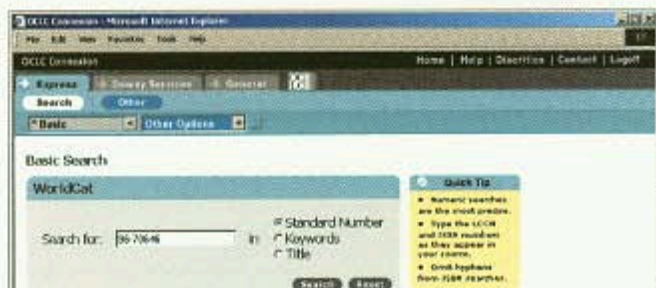 OCLC Connexion - Microsoft Internet Explorer
File Edit View Favorites Tools Help
OCLC Connexion Home | Help | Diacritics | Contact | Logoff
Express Dewey Services General
Search Other
*Basic Other Options
Basic Search
WorldCat
Search for: 96-70646 in Standard Number
Keywords
Title
Search Reset
Quick Tip
Numeric searches
are the most precise.
Type the LCCN
and ISSN numbers
as they appear in
your source.
Omit hyphens
from ISBN searches.